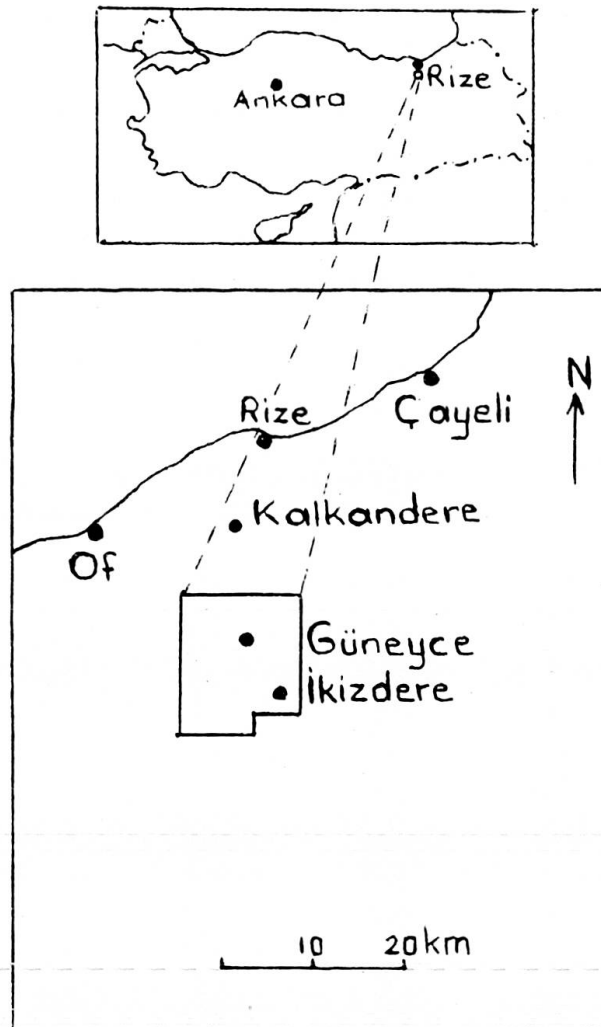 Ankara
Rize
N
Rize
Çayeli
Kalkandere
Of
Güneyce
İkizdere
10 20km